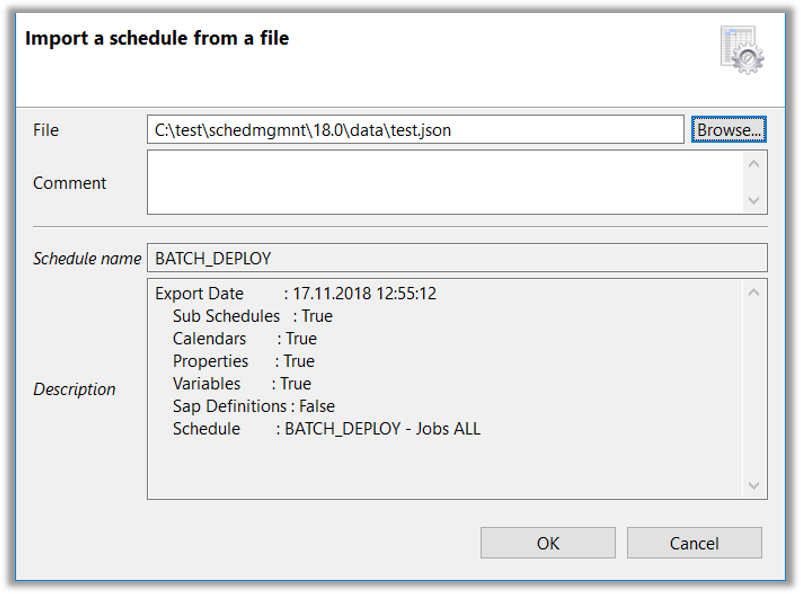 Import a schedule from a file
File C:\test\schedmgmnt\18.0\data\test.json Browse...
Comment
Schedule name BATCH_DEPLOY
Description
Export Date : 17.11.2018 12:55:12
Sub Schedules : True
Calendars : True
Properties : True
Variables : True
Sap Definitions : False
Schedule : BATCH_DEPLOY - Jobs ALL
OK Cancel